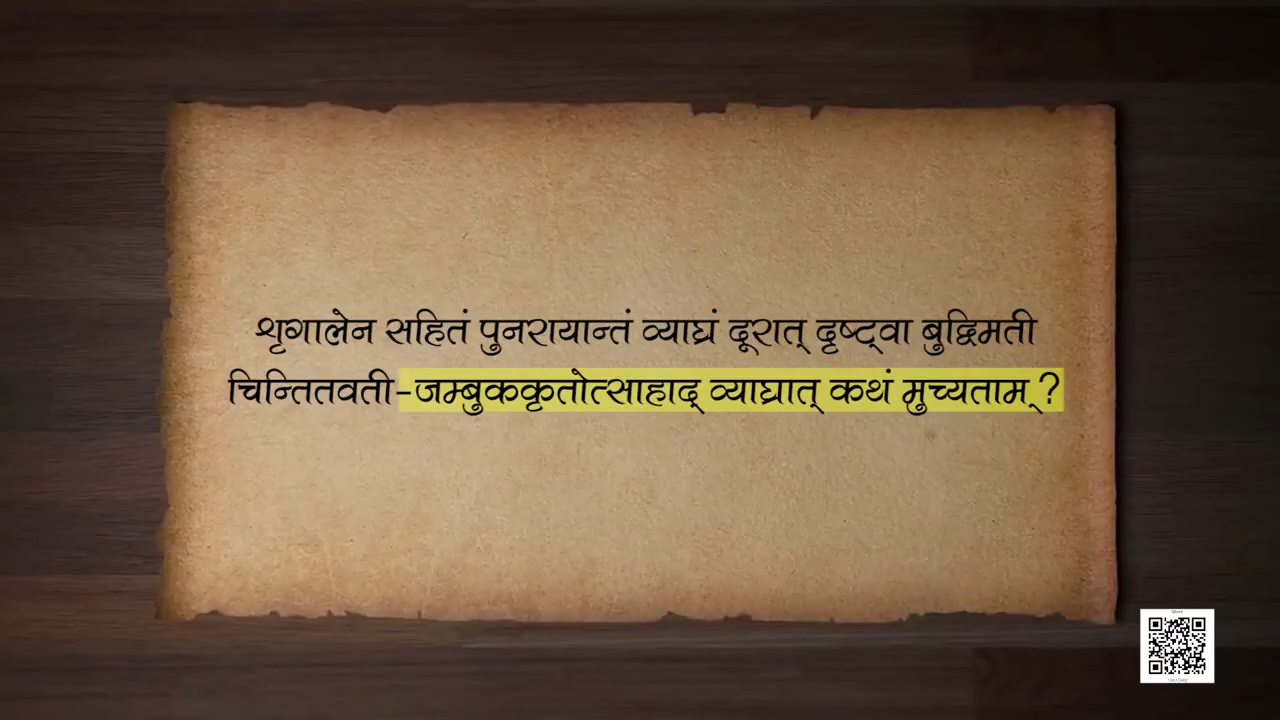 शृगालेन सहितं पुनरायान्तं व्याघ्रं दूरात् दृष्ट्वा बुद्धिमती
चिन्तितवती-जम्बुककृतोत्साहाद् व्याघ्रात् कथं मुच्यताम् ?